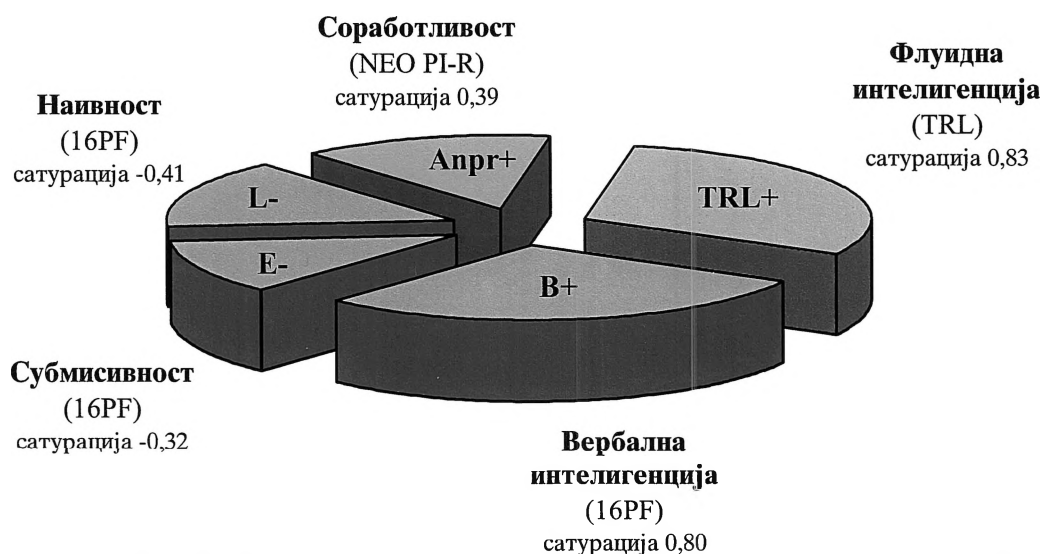 Соработливост
(NEO PI-R)
сатурација 0,39
Флуидна
интелигенција
(TRL)
сатурација 0,83
Наивност
(16PF)
сатурација -0,41
Anpr+
TRL+
L-
E-
B+
Субмисивност
(16PF)
сатурација -0,32
Вербална
интелигенција
(16PF)
сатурација 0,80